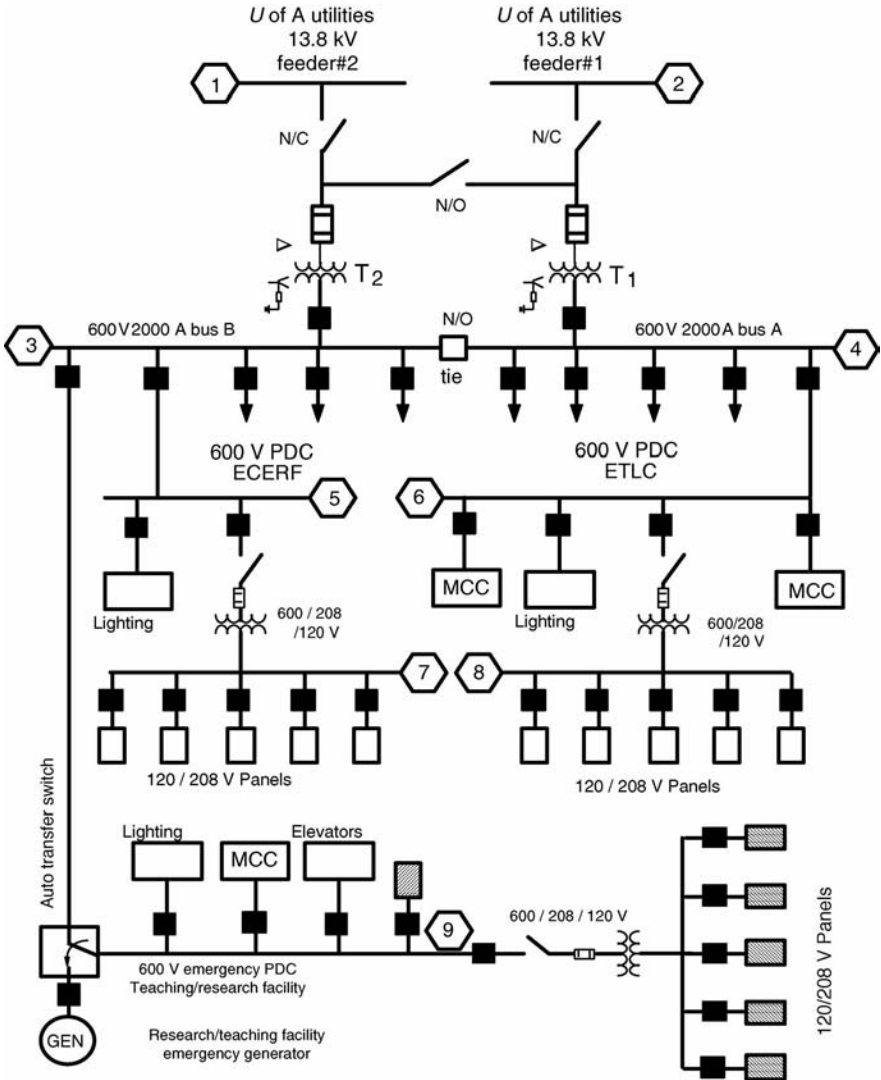 U of A utilities
13.8 kV
feeder#2
U of A utilities
13.8 kV
feeder#1
1
2
N/C
N/C
N/O
T2
T1
3
600 V 2000 A bus B
N/O
tie
600 V 2000 A bus A
4
600 V PDC
ECERF
600 V PDC
ETLC
5
6
Lighting
600 / 208
/120 V
MCC
Lighting
600/208
/120 V
MCC
7
8
120 / 208 V Panels
120 / 208 V Panels
Auto transfer switch
Lighting
MCC
Elevators
9
600 / 208 / 120 V
120/208 V Panels
600 V emergency PDC
Teaching/research facility
GEN
Research/teaching facility
emergency generator